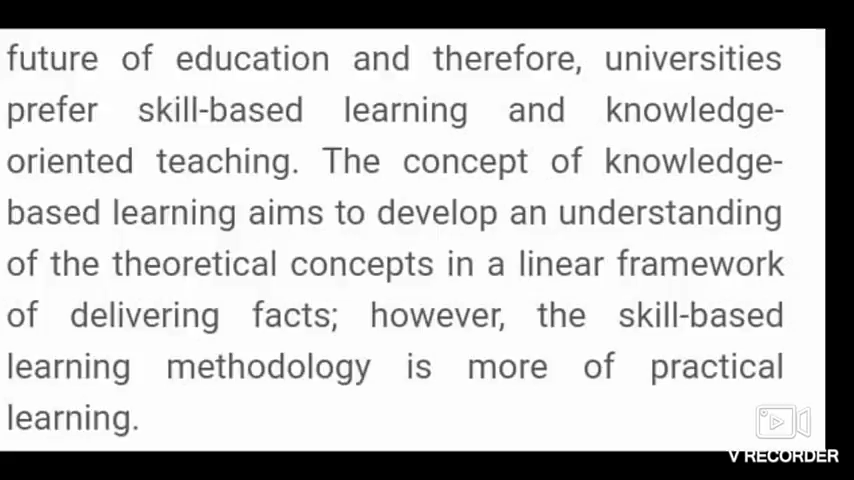 future of education and therefore, universities
prefer skill-based learning and knowledge-
oriented teaching. The concept of knowledge-
based learning aims to develop an understanding
of the theoretical concepts in a linear framework
of delivering facts; however, the skill-based
learning methodology is more of practical
learning.
V RECORDER